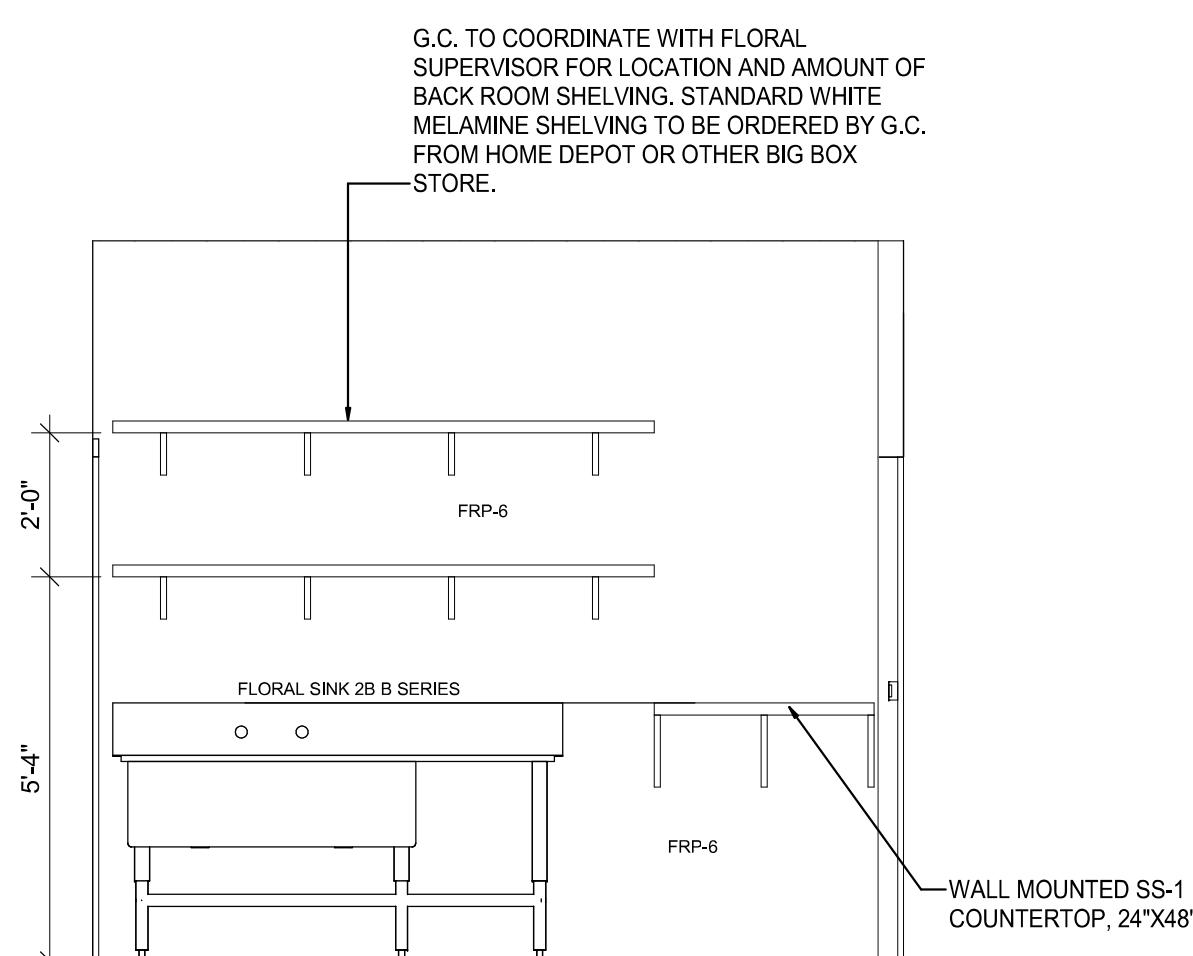 G.C. TO COORDINATE WITH FLORAL
SUPERVISOR FOR LOCATION AND AMOUNT OF
BACK ROOM SHELVING. STANDARD WHITE
MELAMINE SHELVING TO BE ORDERED BY G.C.
FROM HOME DEPOT OR OTHER BIG BOX
STORE.
2'-0"
FRP-6
FLORAL SINK 2B B SERIES
5'-4"
FRP-6
WALL MOUNTED SS-1
COUNTERTOP, 24"X48'